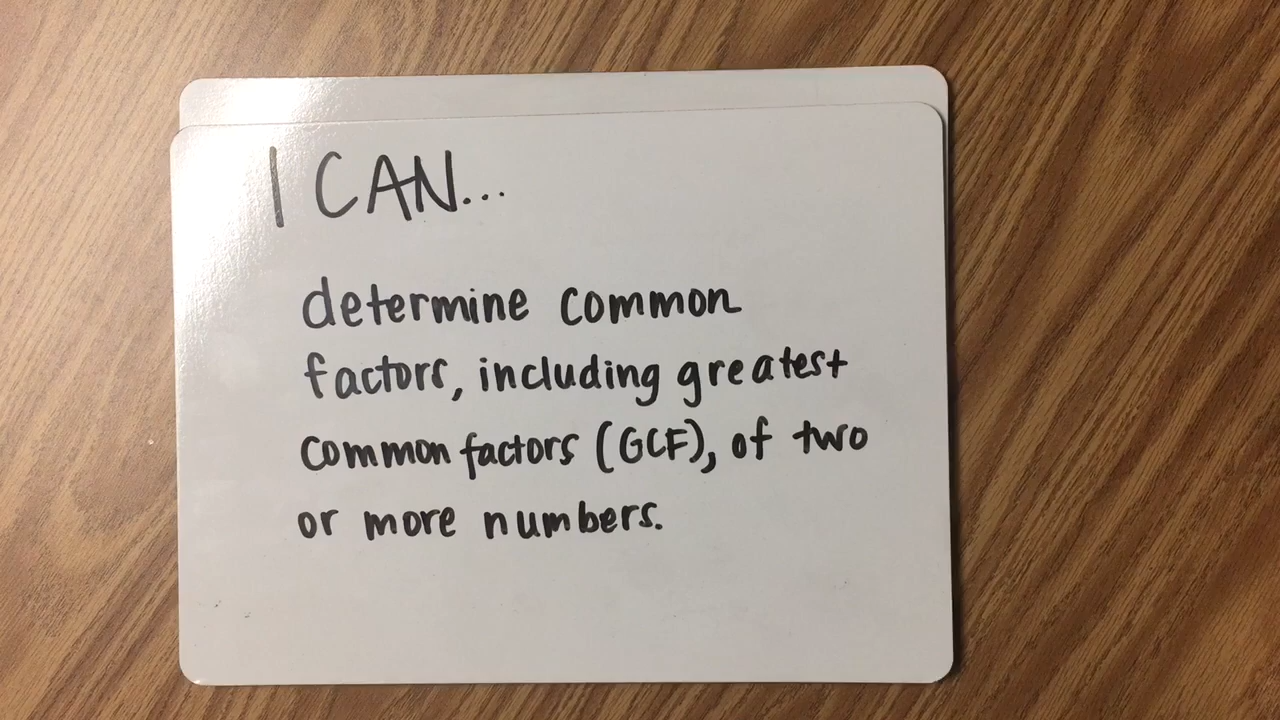 I CAN...
determine common
factors, including greatest
common factors (GCF), of two
or more numbers.